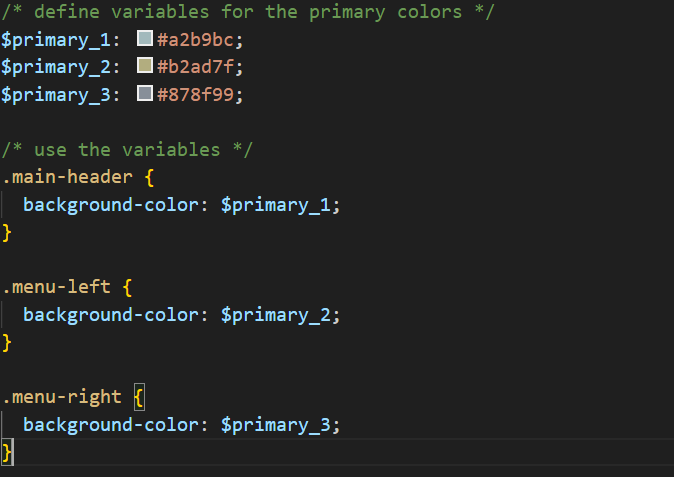 /* define variables for the primary colors */
$primary_1: #a2b9bc;
$primary_2: #b2ad7f;
$primary_3: #878f99;

/* use the variables */
.main-header {
  background-color: $primary_1;
}

.menu-left {
  background-color: $primary_2;
}

.menu-right {
  background-color: $primary_3;
}